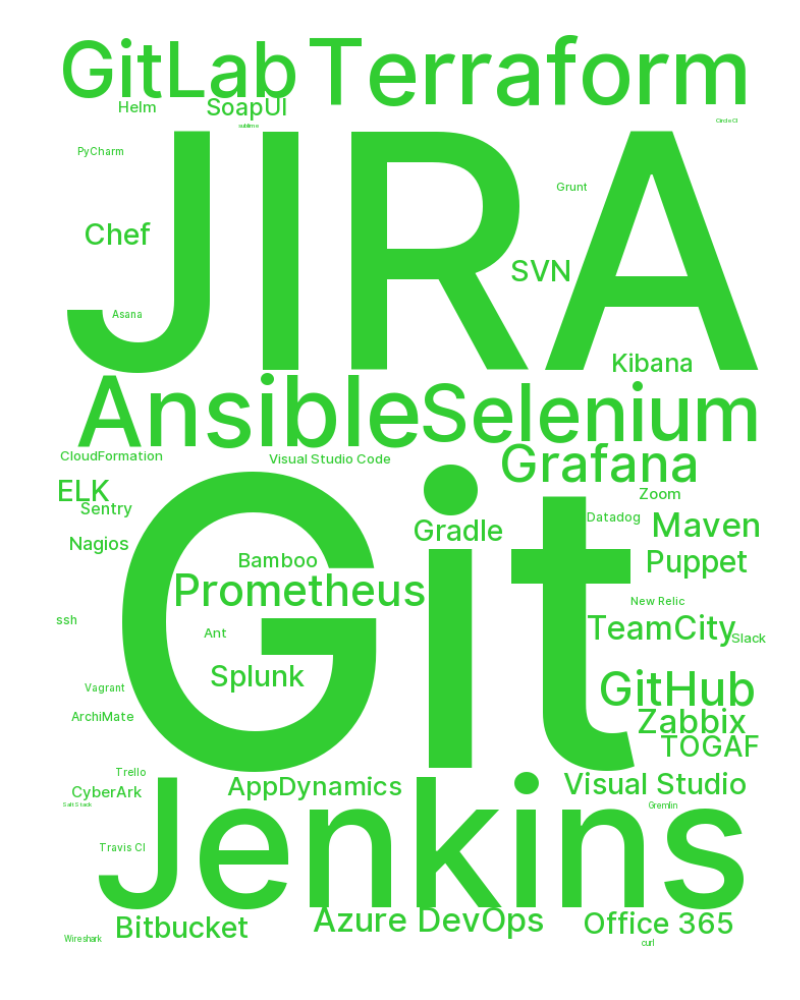 GitLab Terraform
Helm SoapUI
sublime
Circle CI
JIRA
PyCharm
Grunt
Chef
SVN
Asana
Kibana
Ansible Selenium
CloudFormation Visual Studio Code Grafana
ELK Zoom
Sentry
Git
Datadog
Gradle Maven
Nagios
Bamboo Puppet
Prometheus
New Relic
ssh
Ant TeamCity
Slack
Splunk
Vagrant GitHub
ArchiMate Zabbix
TOGAF
Trello
CyberArk AppDynamics Visual Studio
SaltStack Gremlin
Jenkins
Travis CI
Bitbucket Azure DevOps Office 365
Wireshark curl